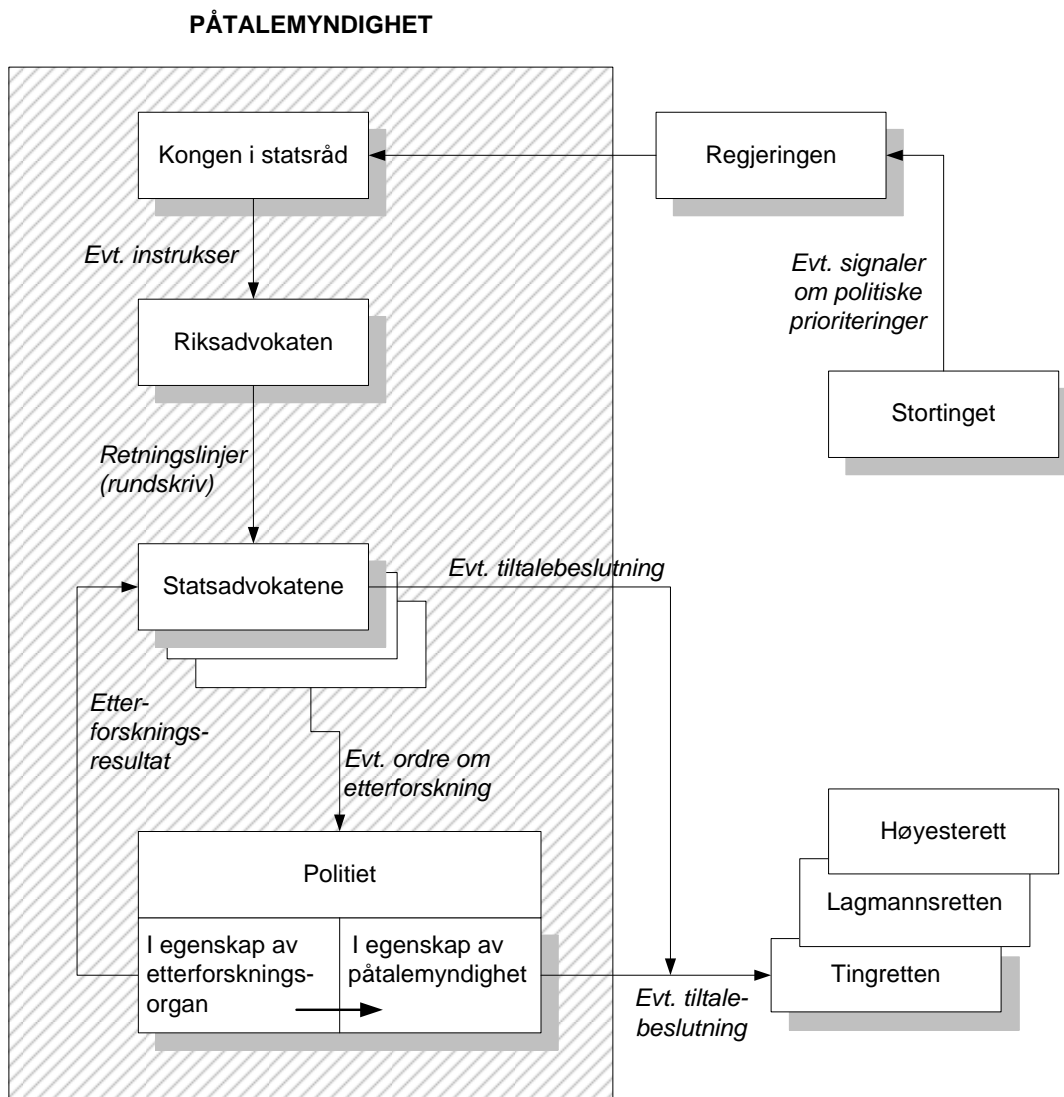 PÅTALEMYNDIGHET
Kongen i statsråd
Regjeringen
Evt. instrukser
Evt. signaler
om politiske
prioriteringer
Riksadvokaten
Stortinget
Retningslinjer
(rundskriv)
Statsadvokatene
Evt. tiltalebeslutning
Etter-
forsknings-
resultat
Evt. ordre om
etterforskning
Politiet
I egenskap av
etterforsknings-
organ
I egenskap av
påtalemyndighet
Høyesterett
Lagmannsretten
Tingretten
Evt. tiltale-
beslutning